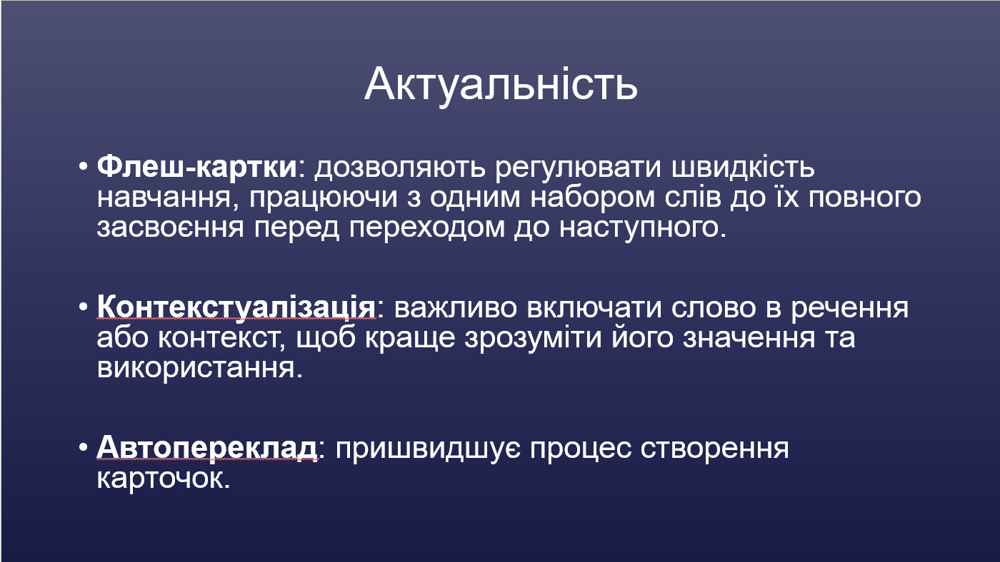 Актуальність
• Флеш-картки: дозволяють регулювати швидкість
навчання, працюючи з одним набором слів до їх повного
засвоєння перед переходом до наступного.
• Контекстуалізація: важливо включати слово в речення
або контекст, щоб краще зрозуміти його значення та
використання.
• Автопереклад: пришвидшує процес створення
карточок.